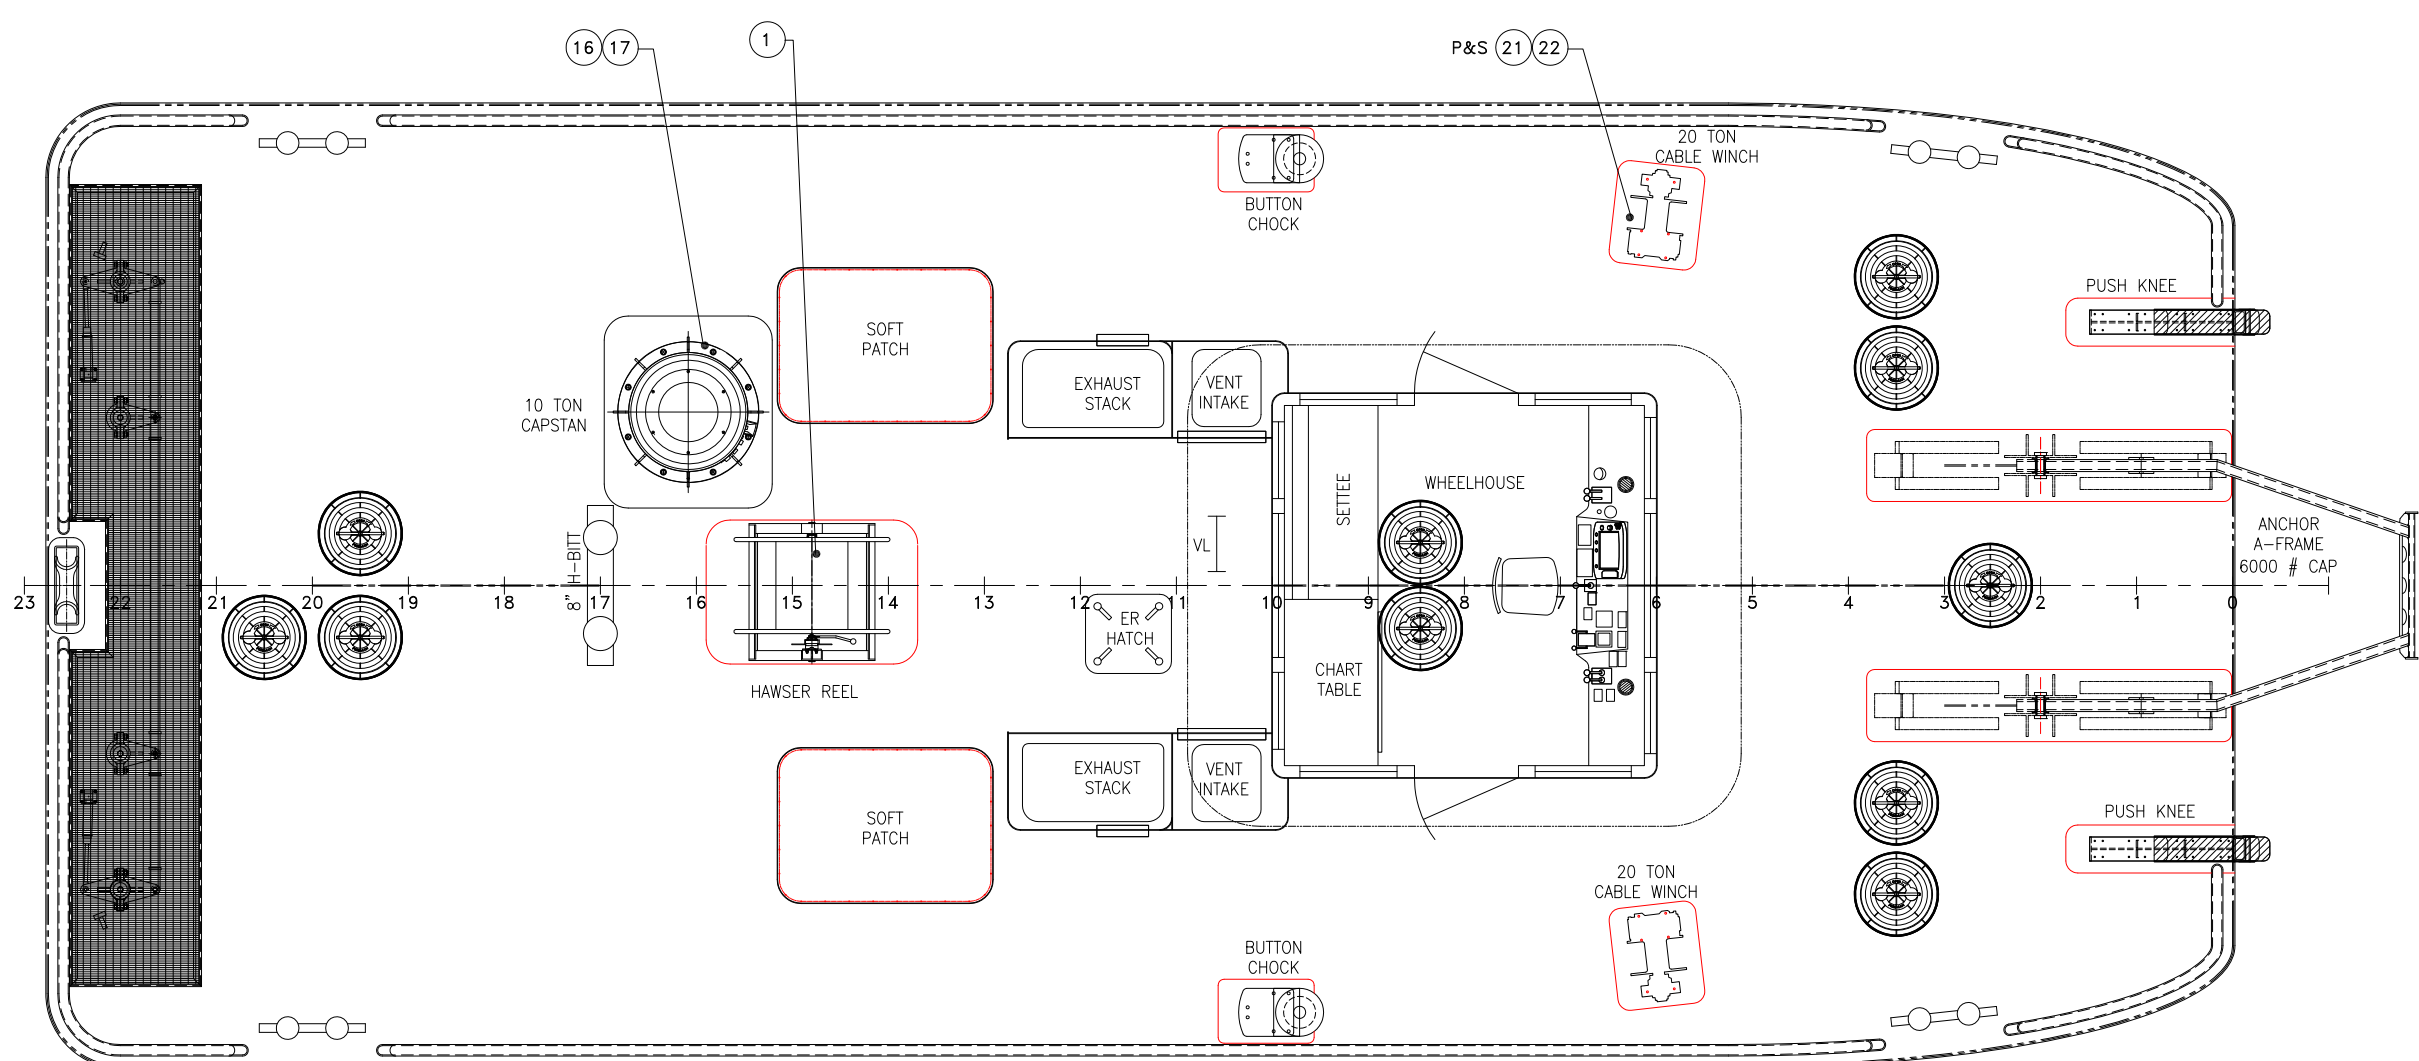 16 17
1
P&S 21 22
20 TON
CABLE WINCH
BUTTON
CHOCK
PUSH KNEE
SOFT
PATCH
EXHAUST
STACK
VENT
INTAKE
10 TON
CAPSTAN
SETTEE
WHEELHOUSE
8" H-BITT
VL
ANCHOR
A-FRAME
6000 # CAP
23 22 21 20 19 18 17 16 15 14 13 12 11 10 9 8 7 6 5 4 3 2 1 0
ER
HATCH
HAWSER REEL
CHART
TABLE
EXHAUST
STACK
VENT
INTAKE
SOFT
PATCH
PUSH KNEE
20 TON
CABLE WINCH
BUTTON
CHOCK